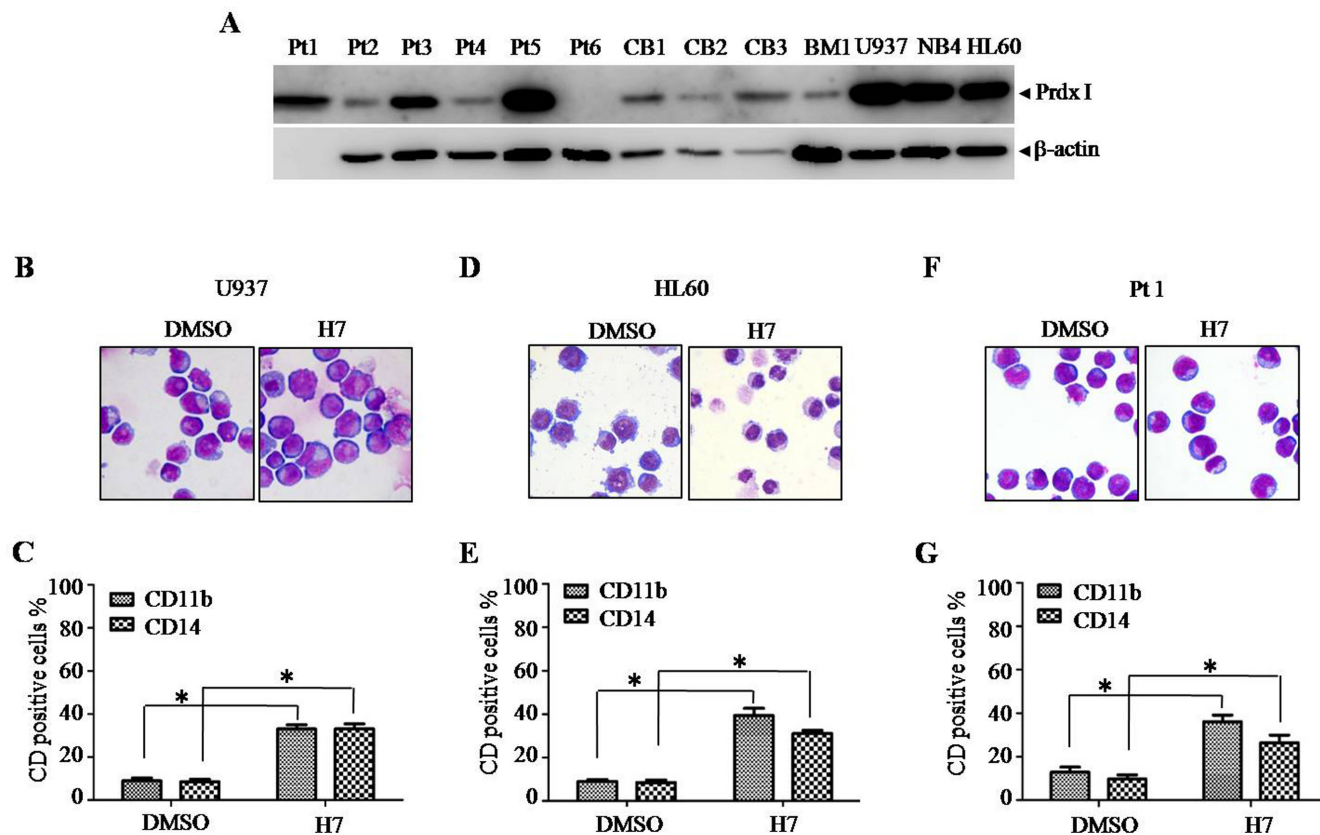 A
Pt1 Pt2 Pt3 Pt4 Pt5 Pt6 CB1 CB2 CB3 BM1 U937 NB4 HL60
Prdx I
β-actin
B
U937
DMSO H7
D
HL60
DMSO H7
F
Pt 1
DMSO H7
C
CD positive cells %
100
80
60
40
20
0
CD11b
CD14
* *
DMSO H7
E
CD positive cells %
100
80
60
40
20
0
CD11b
CD14
* *
DMSO H7
G
CD positive cells %
100
80
60
40
20
0
CD11b
CD14
* *
DMSO H7